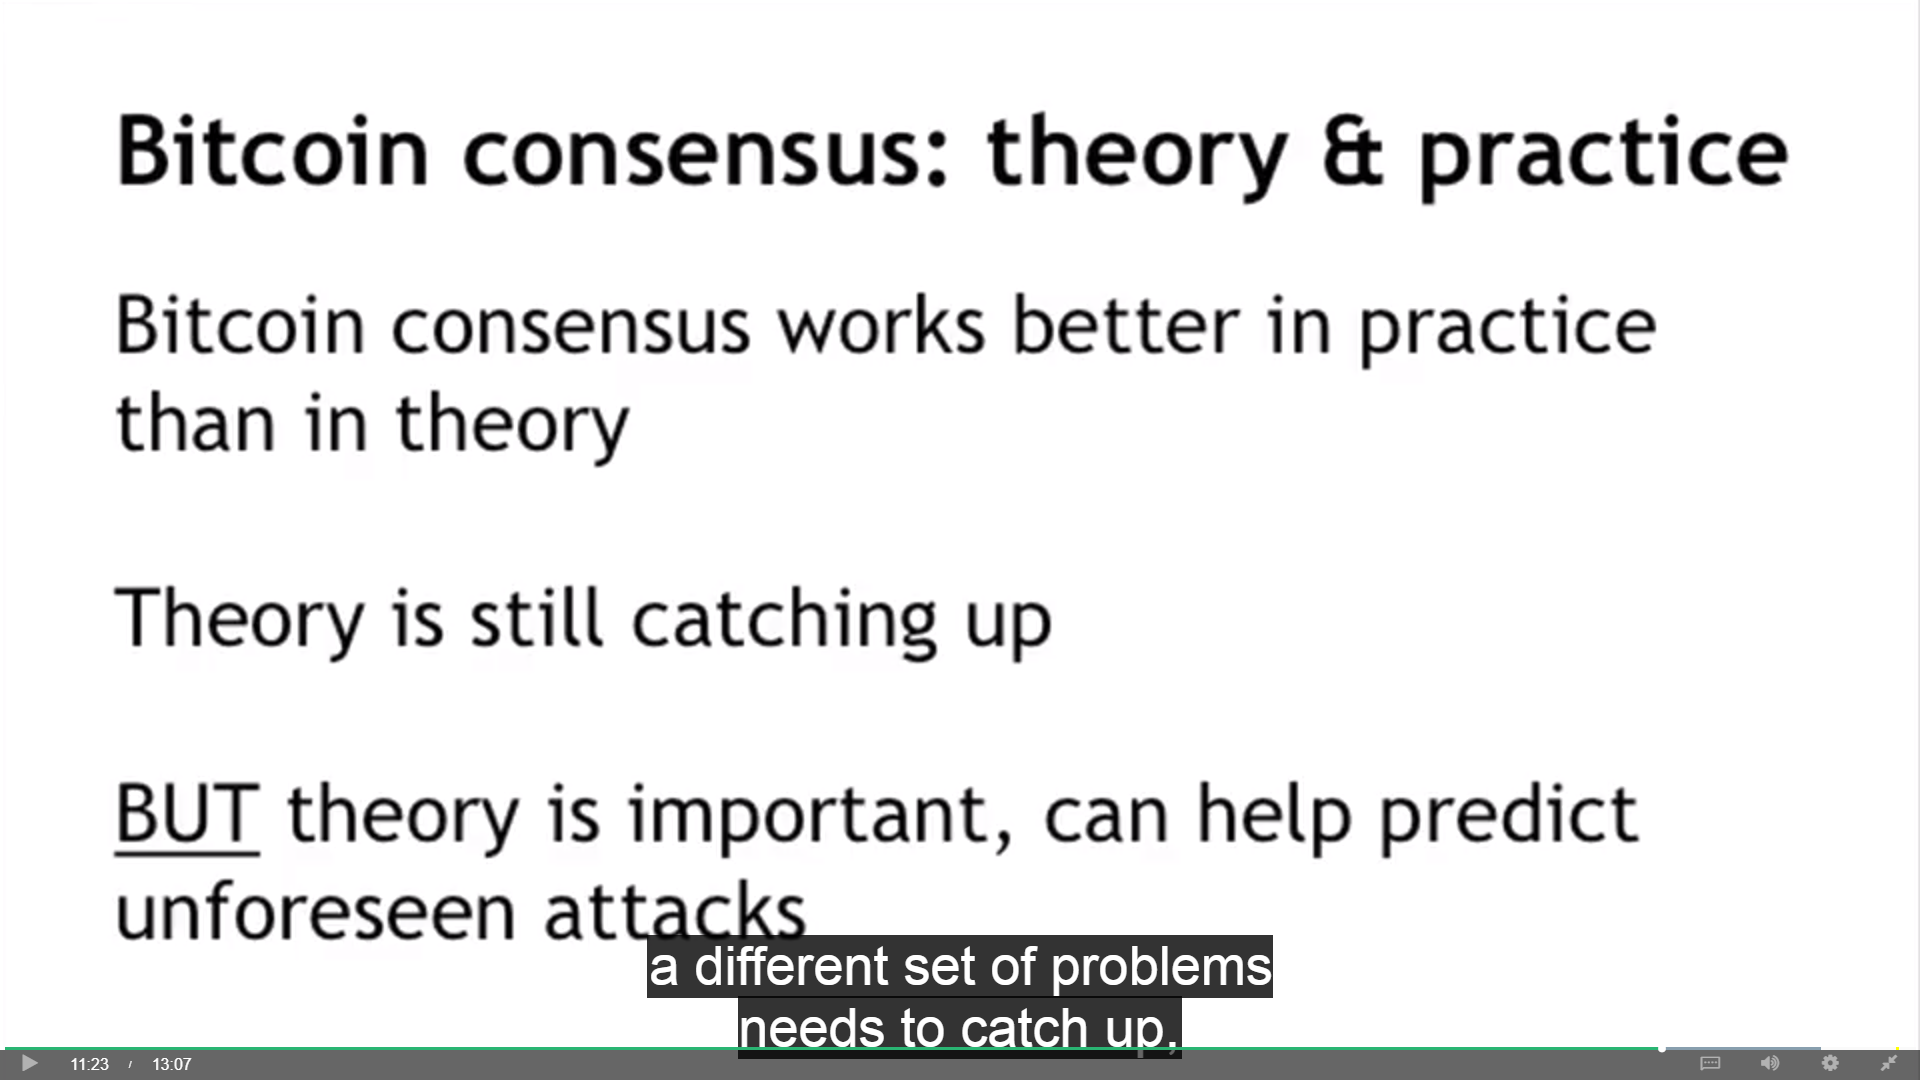 Bitcoin consensus: theory & practice
Bitcoin consensus works better in practice
than in theory
Theory is still catching up
BUT theory is important, can help predict
unforeseen attacks
a different set of problems
needs to catch up,
11:23 / 13:07